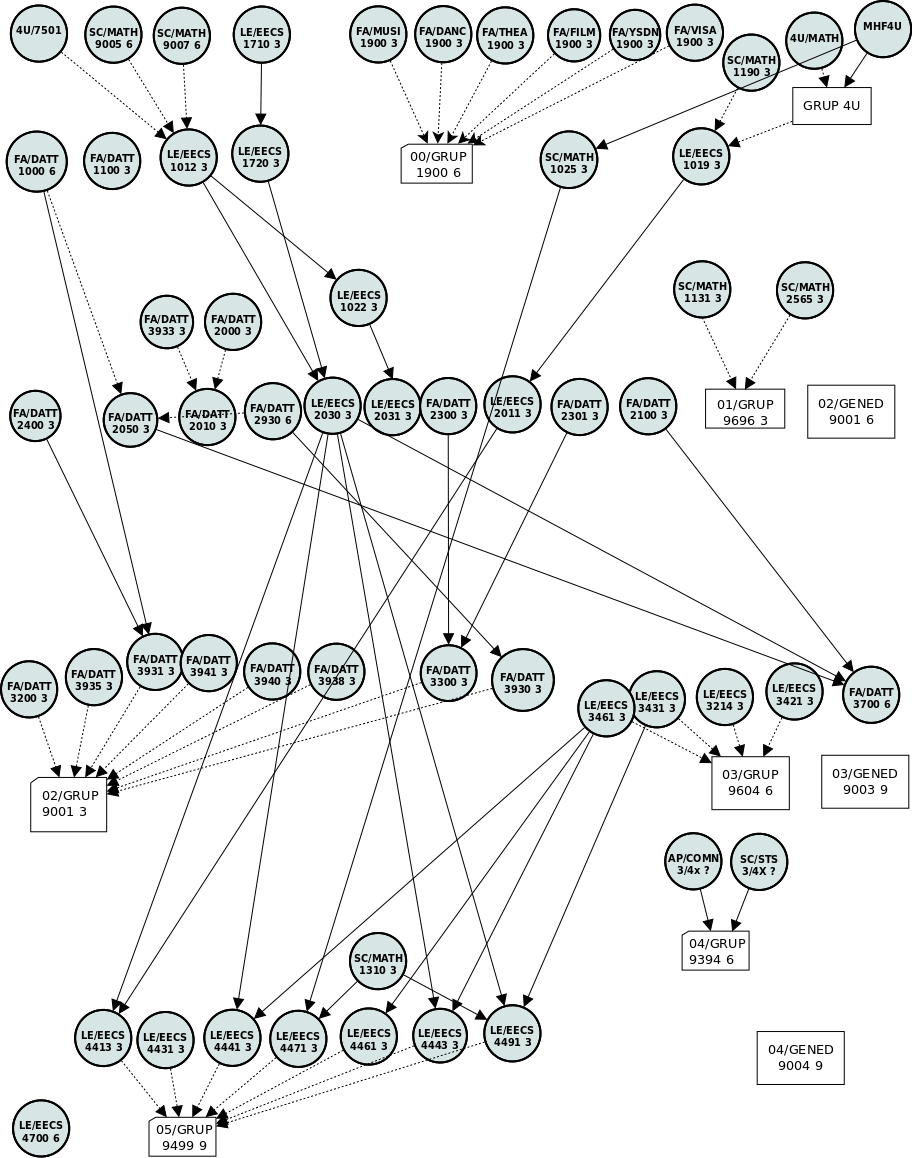 4U/7501
SC/MATH
9005 6
SC/MATH
9007 6
LE/EECS
1710 3
FA/MUSI
1900 3
FA/DANC
1900 3
FA/THEA
1900 3
FA/FILM
1900 3
FA/YSDN
1900 3
FA/VISA
1900 3
SC/MATH
1190 3
4U/MATH
MHF4U
GRUP 4U
FA/DATT
1000 6
FA/DATT
1100 3
LE/EECS
1012 3
LE/EECS
1720 3
00/GRUP
1900 6
SC/MATH
1025 3
LE/EECS
1019 3
FA/DATT
3933 3
FA/DATT
2000 3
LE/EECS
1022 3
SC/MATH
1131 3
SC/MATH
2565 3
FA/DATT
2400 3
FA/DATT
2050 3
FA/DATT
2010 3
FA/DATT
2930 6
LE/EECS
2030 3
LE/EECS
2031 3
FA/DATT
2300 3
LE/EECS
2011 3
FA/DATT
2301 3
FA/DATT
2100 3
01/GRUP
9696 3
02/GENED
9001 6
FA/DATT
3200 3
FA/DATT
3935 3
FA/DATT
3931 3
FA/DATT
3941 3
FA/DATT
3940 3
FA/DATT
3938 3
FA/DATT
3300 3
FA/DATT
3930 3
LE/EECS
3461 3
LE/EECS
3431 3
LE/EECS
3214 3
LE/EECS
3421 3
FA/DATT
3700 6
02/GRUP
9001 3
03/GRUP
9604 6
03/GENED
9003 9
AP/COMN
3/4x ?
SC/STS
3/4X ?
04/GRUP
9394 6
SC/MATH
1310 3
LE/EECS
4413 3
LE/EECS
4431 3
LE/EECS
4441 3
LE/EECS
4471 3
LE/EECS
4461 3
LE/EECS
4443 3
LE/EECS
4491 3
04/GENED
9004 9
LE/EECS
4700 6
05/GRUP
9499 9